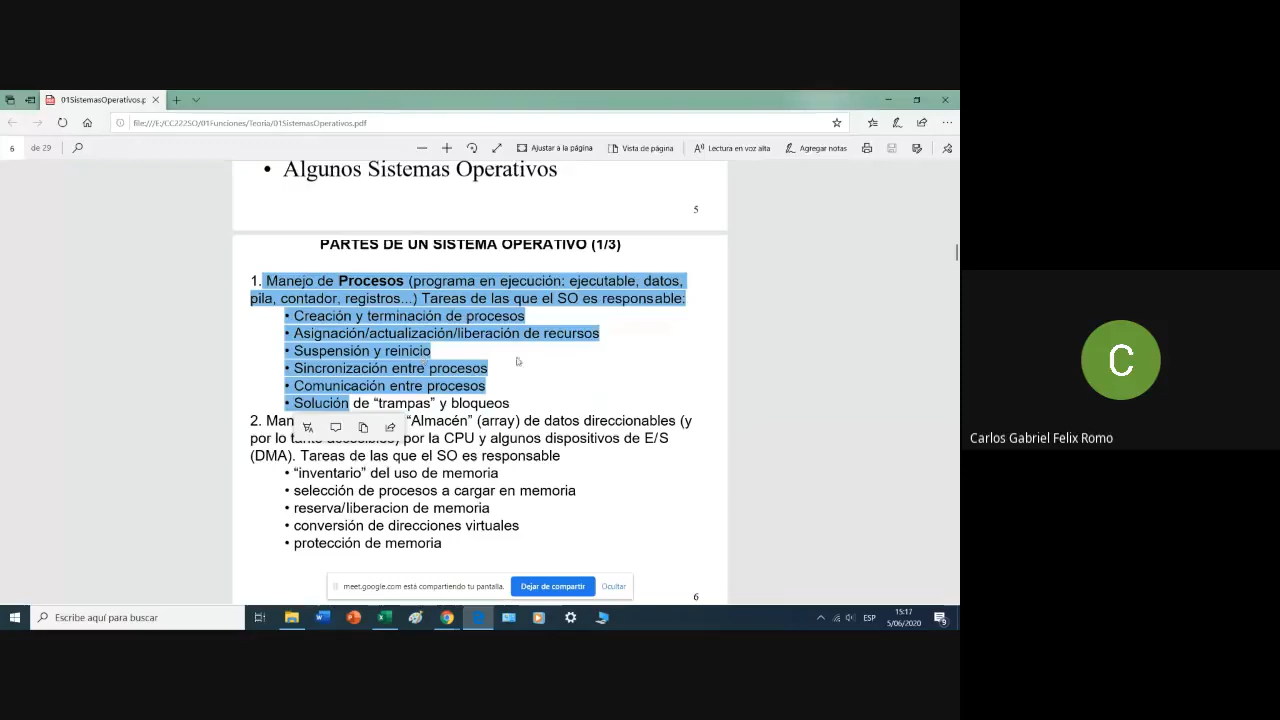 01SistemasOperativos.p
file:///E:/CC222SO/01Funciones/Teoria/01SistemasOperativos.pdf
6 de 29
Ajustar a la página
Vista de página
Lectura en voz alta
Agregar notas
• Algunos Sistemas Operativos
5
PARTES DE UN SISTEMA OPERATIVO (1/3)
1. Manejo de Procesos (programa en ejecución: ejecutable, datos,
pila, contador, registros...) Tareas de las que el SO es responsable:
• Creación y terminación de procesos
• Asignación/actualización/liberación de recursos
• Suspensión y reinicio
• Sincronización entre procesos
• Comunicación entre procesos
• Solución de “trampas” y bloqueos
2. Man “Almacén” (array) de datos direccionables (y
por lo por la CPU y algunos dispositivos de E/S
(DMA). Tareas de las que el SO es responsable
• “inventario” del uso de memoria
• selección de procesos a cargar en memoria
• reserva/liberacion de memoria
• conversión de direcciones virtuales
• protección de memoria
meet.google.com está compartiendo tu pantalla.
Dejar de compartir
Ocultar
6
C
Carlos Gabriel Felix Romo
Escribe aquí para buscar
ESP
15:17
5/06/2020